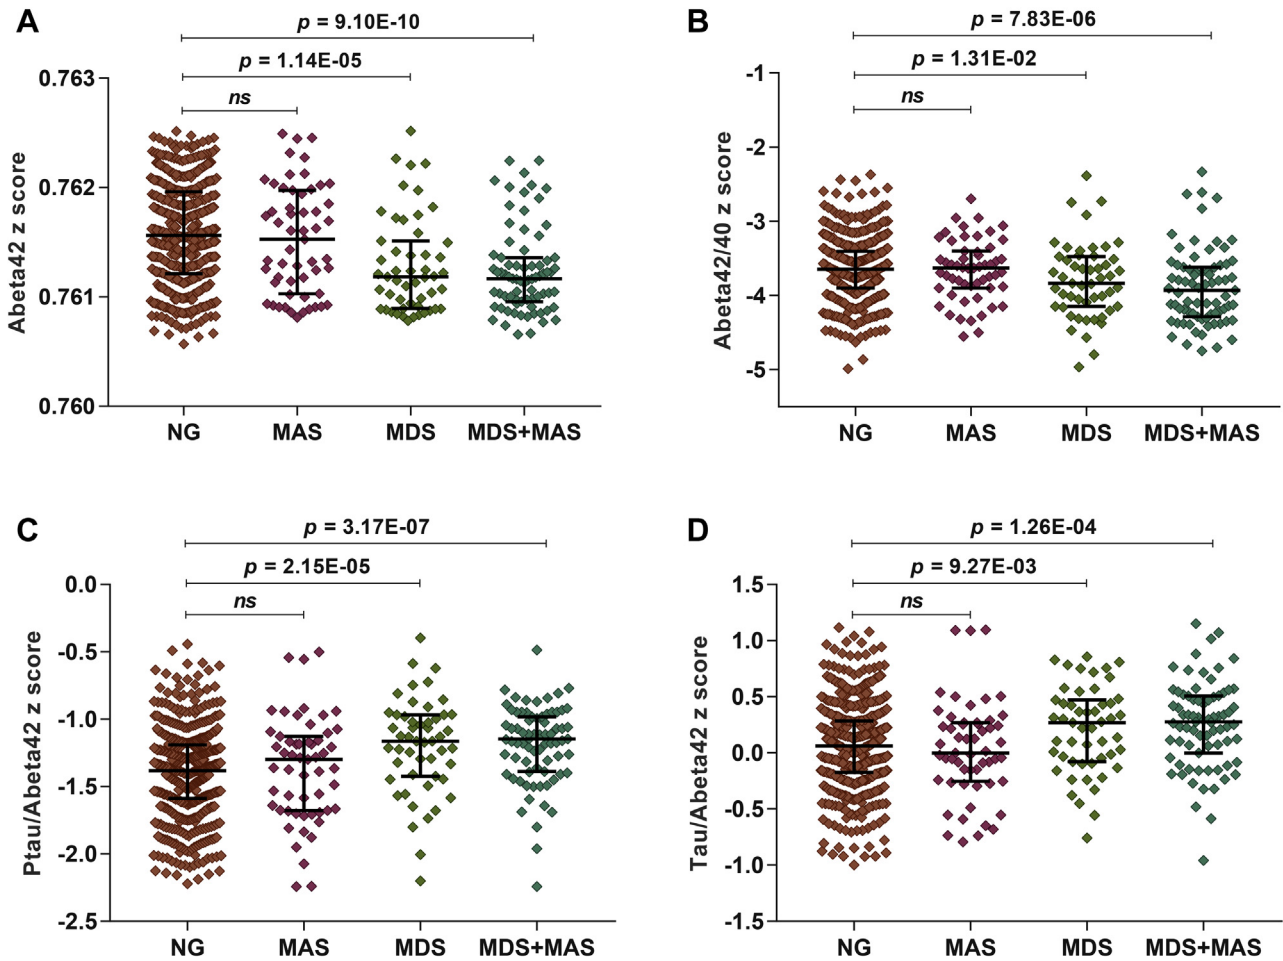 A
p = 9.10E-10
p = 1.14E-05
ns
0.763
0.762
0.761
0.760
Abeta42 z score
NG MAS MDS MDS+MAS
B
p = 7.83E-06
p = 1.31E-02
ns
-1
-2
-3
-4
-5
Abeta42/40 z score
NG MAS MDS MDS+MAS
C
p = 3.17E-07
p = 2.15E-05
ns
0.0
-0.5
-1.0
-1.5
-2.0
-2.5
Ptau/Abeta42 z score
NG MAS MDS MDS+MAS
D
p = 1.26E-04
p = 9.27E-03
ns
1.5
1.0
0.5
0.0
-0.5
-1.0
-1.5
Tau/Abeta42 z score
NG MAS MDS MDS+MAS